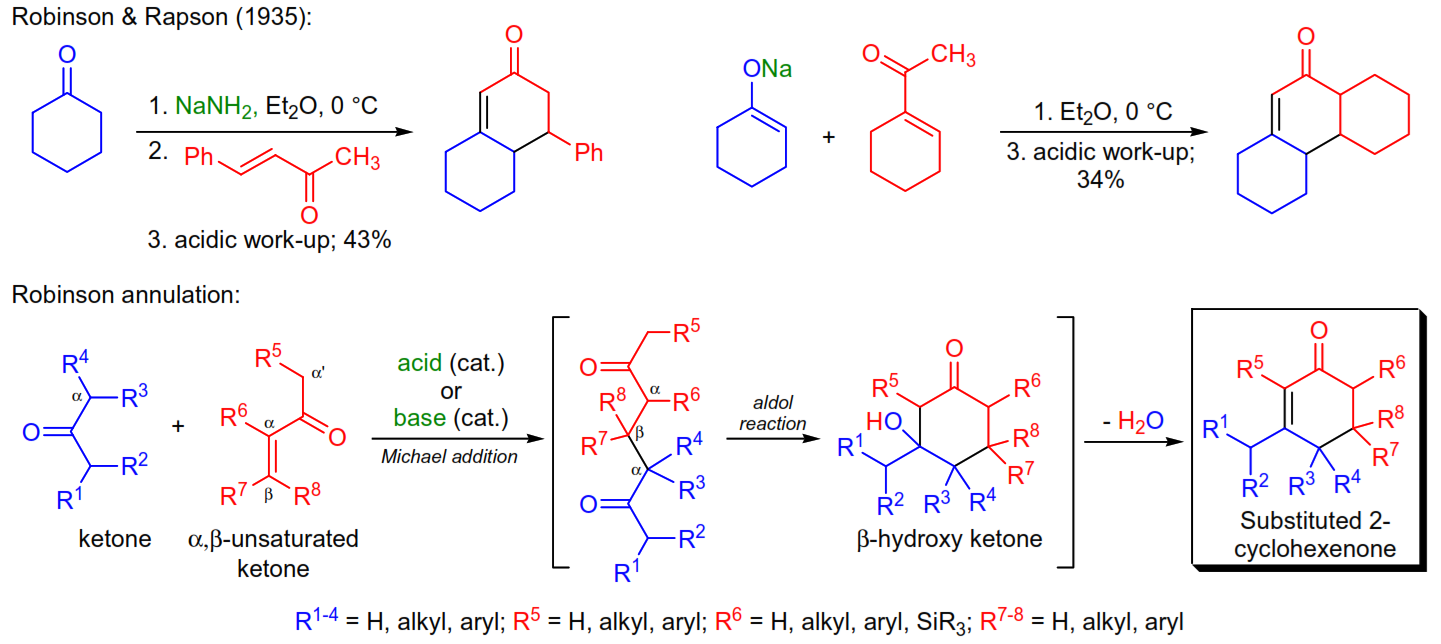 Robinson & Rapson (1935):
O
1. NaNH2, Et2O, 0 °C
2. Ph CH3
O
3. acidic work-up; 43%
O
Ph
ONa
+
O CH3
1. Et2O, 0 °C
3. acidic work-up;
34%
O
Robinson annulation:
R4
α R3
O
R2
R1
ketone
+
R5 α'
R6 α
O
R7 β R8
α,β-unsaturated
ketone
acid (cat.)
or
base (cat.)
Michael addition
R5
O
R8 α R6
R7 β R4
α R3
O
R2
R1
aldol
reaction
O
R5 R6
HO R8
R1 R7
R2 R3 R4
β-hydroxy ketone
- H2O
O
R5 R6
R8
R1 R7
R2 R3 R4
Substituted 2-
cyclohexenone
R1-4 = H, alkyl, aryl; R5 = H, alkyl, aryl; R6 = H, alkyl, aryl, SiR3; R7-8 = H, alkyl, aryl